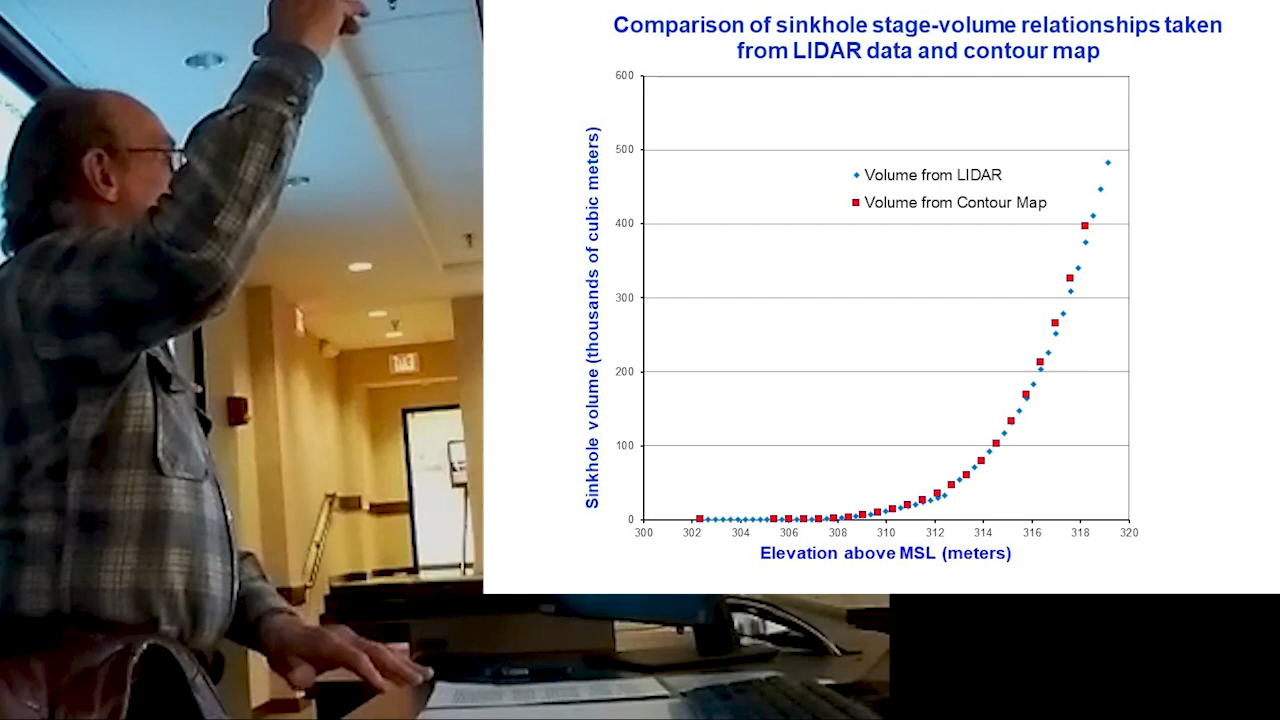 Comparison of sinkhole stage-volume relationships taken
from LIDAR data and contour map
Sinkhole volume (thousands of cubic meters)
600
500
400
300
200
100
0
Volume from LIDAR
Volume from Contour Map
300 302 304 306 308 310 312 314 316 318 320
Elevation above MSL (meters)